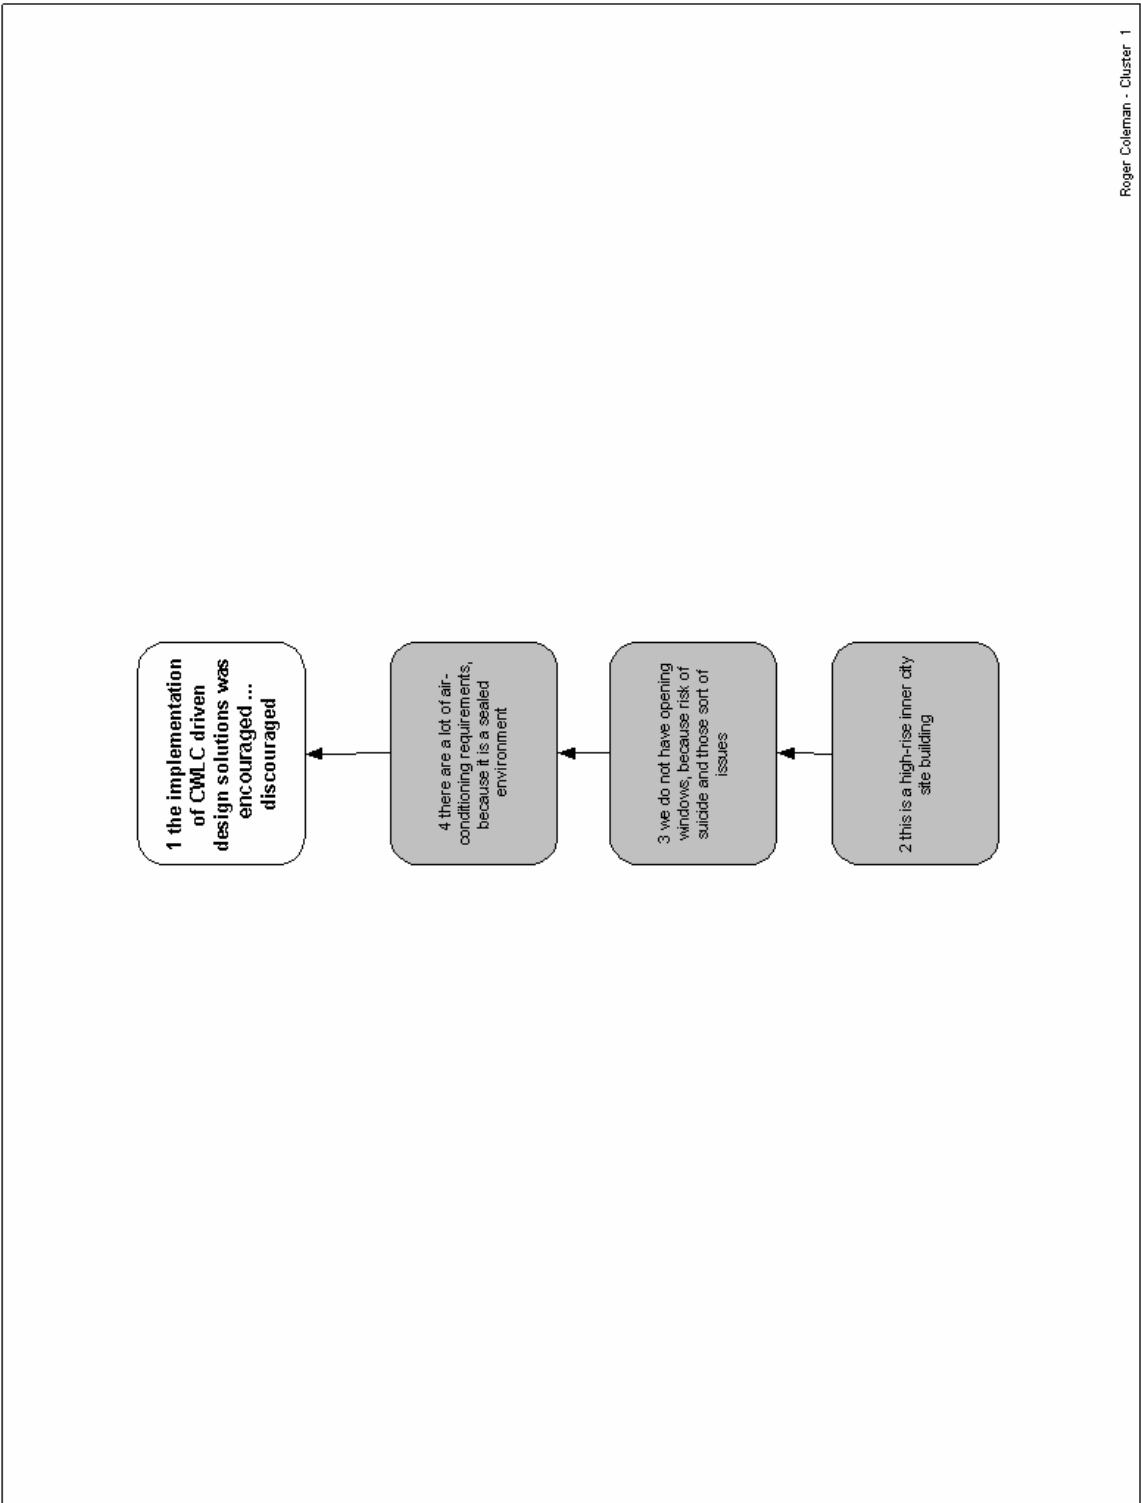 1 the implementation
of CWLC driven
design solutions was
encouraged ...
discouraged
4 there are a lot of air-
conditioning requirements,
because it is a sealed
environment
3 we do not have opening
windows, because risk of
suicide and those sort of
issues
2 this is a high-rise inner city
site building
Roger Coleman - Cluster 1